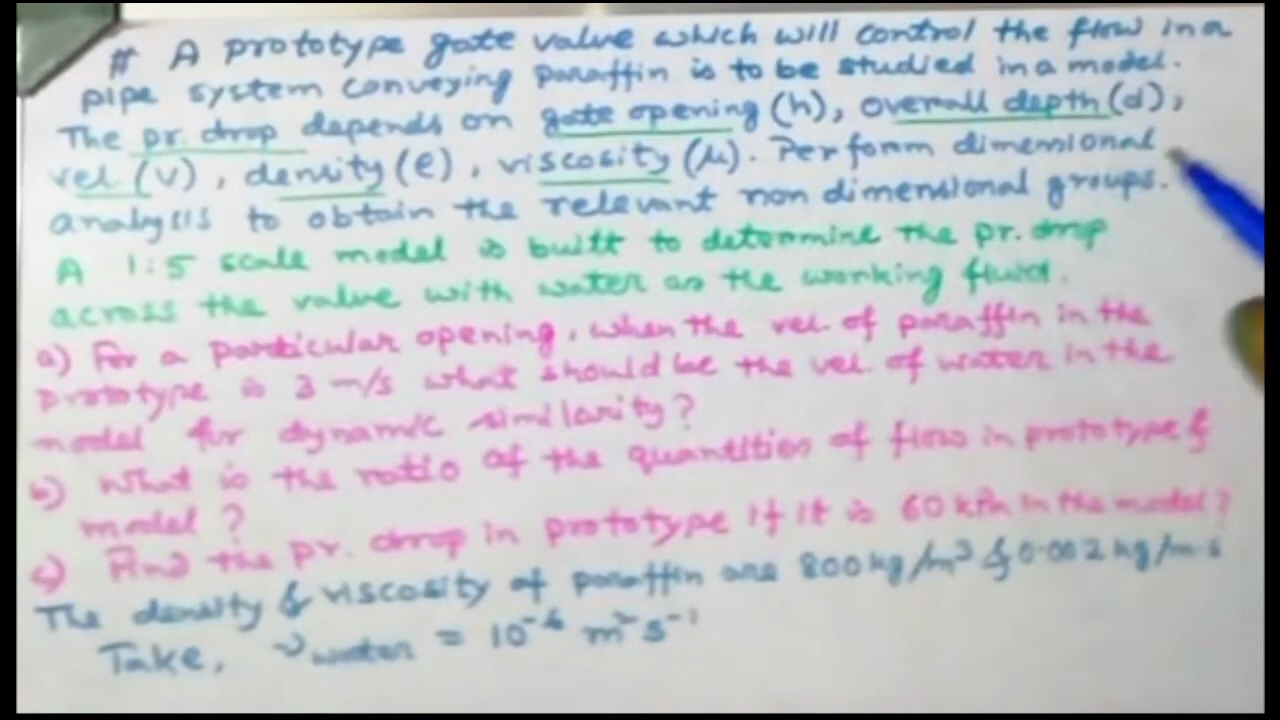 # A prototype gate value which will control the flow in a
pipe system conveying paraffin is to be studied in a model.
The pr. drop depends on gate opening (h), overall depth (d),
vel. (v), density (e), viscosity (μ). Perform dimensional
analysis to obtain the relevant non dimensional groups.
A 1:5 scale model is built to determine the pr. drop
across the value with water as the working fluid.
a) For a particular opening, when the vel. of paraffin in the
prototype is 3 m/s what should be the vel. of water in the
model for dynamic similarity?
b) What is the ratio of the quantities of flow in prototype &
model?
c) Find the pr. drop in prototype if it is 60 kPa in the model?
The density & viscosity of paraffin are 800 kg/m³ & 0.002 kg/m.s
Take, ν water = 10⁻⁶ m² s⁻¹